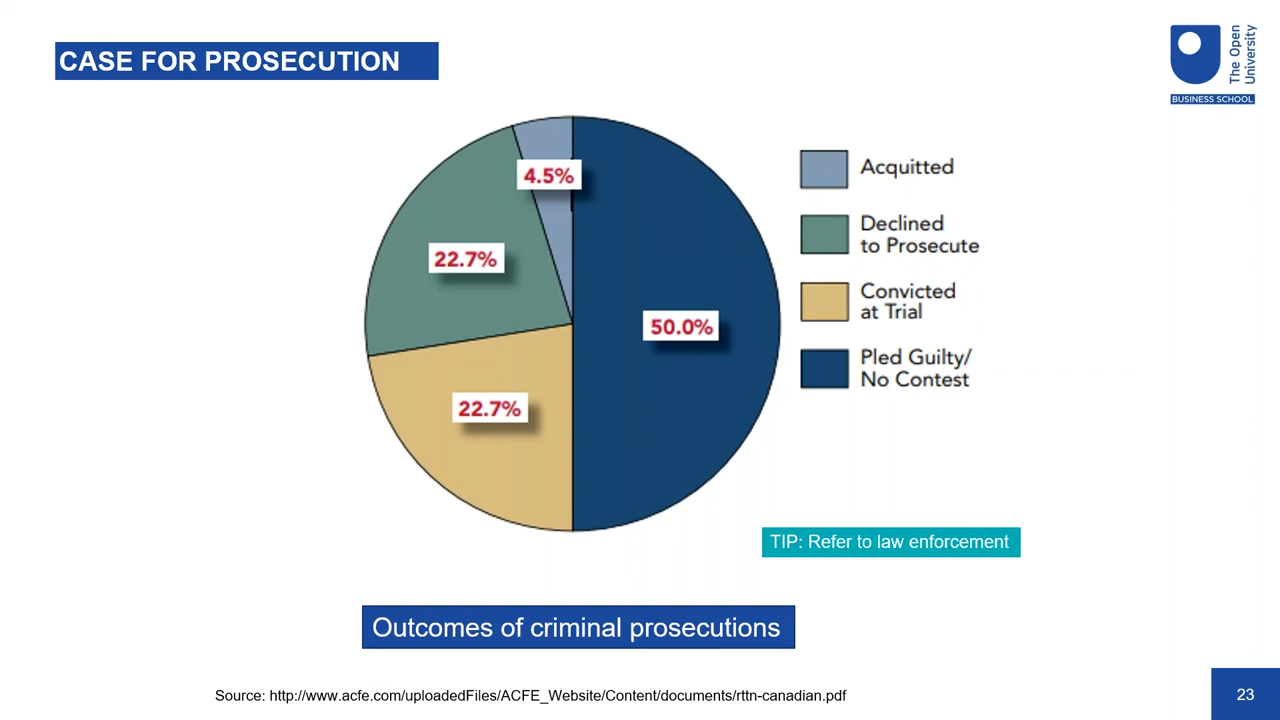 CASE FOR PROSECUTION
The Open
University
BUSINESS SCHOOL
4.5%
22.7%
50.0%
22.7%
Acquitted
Declined
to Prosecute
Convicted
at Trial
Pled Guilty/
No Contest
TIP: Refer to law enforcement
Outcomes of criminal prosecutions
Source: http://www.acfe.com/uploadedFiles/ACFE_Website/Content/documents/rttn-canadian.pdf
23